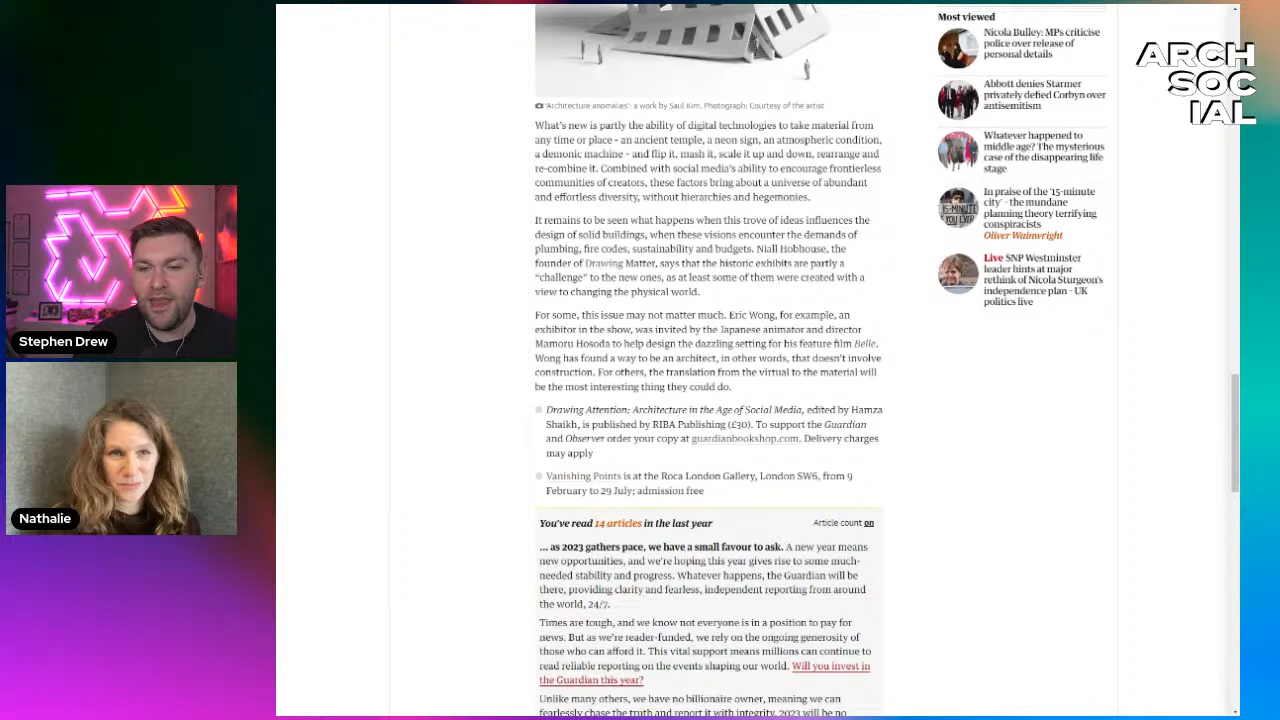 'Architecture anomalies': a work by Saul Kim. Photograph: Courtesy of the artist
What's new is partly the ability of digital technologies to take material from
any time or place – an ancient temple, a neon sign, an atmospheric condition,
a demonic machine – and flip it, mash it, scale it up and down, rearrange and
re-combine it. Combined with social media's ability to encourage frontierless
communities of creators, these factors bring about a universe of abundant
and effortless diversity, without hierarchies and hegemonies.
It remains to be seen what happens when this trove of ideas influences the
design of solid buildings, when these visions encounter the demands of
plumbing, fire codes, sustainability and budgets. Niall Hobhouse, the
founder of Drawing Matter, says that the historic exhibits are partly a
“challenge” to the new ones, as at least some of them were created with a
view to changing the physical world.
For some, this issue may not matter much. Eric Wong, for example, an
exhibitor in the show, was invited by the Japanese animator and director
Mamoru Hosoda to help design the dazzling setting for his feature film Belle.
Wong has found a way to be an architect, in other words, that doesn't involve
construction. For others, the translation from the virtual to the material will
be the most interesting thing they could do.
Drawing Attention: Architecture in the Age of Social Media, edited by Hamza
Shaikh, is published by RIBA Publishing (£30). To support the Guardian
and Observer order your copy at guardianbookshop.com. Delivery charges
may apply
Vanishing Points is at the Roca London Gallery, London SW6, from 9
February to 29 July; admission free
You've read 14 articles in the last year
Article count on
... as 2023 gathers pace, we have a small favour to ask. A new year means
new opportunities, and we're hoping this year gives rise to some much-
needed stability and progress. Whatever happens, the Guardian will be
there, providing clarity and fearless, independent reporting from around
the world, 24/7.
Times are tough, and we know not everyone is in a position to pay for
news. But as we're reader-funded, we rely on the ongoing generosity of
those who can afford it. This vital support means millions can continue to
read reliable reporting on the events shaping our world. Will you invest in
the Guardian this year?
Unlike many others, we have no billionaire owner, meaning we can
fearlessly chase the truth and report it with integrity. 2023 will be no
Most viewed
Nicola Bulley: MPs criticise
police over release of
personal details
Abbott denies Starmer
privately defied Corbyn over
antisemitism
Whatever happened to
middle age? The mysterious
case of the disappearing life
stage
In praise of the '15-minute
city' – the mundane
planning theory terrifying
conspiracists
Oliver Wainwright
Live SNP Westminster
leader hints at major
rethink of Nicola Sturgeon's
independence plan – UK
politics live
ARCH
SOC
IAL
Stephen Drew
Nathalie